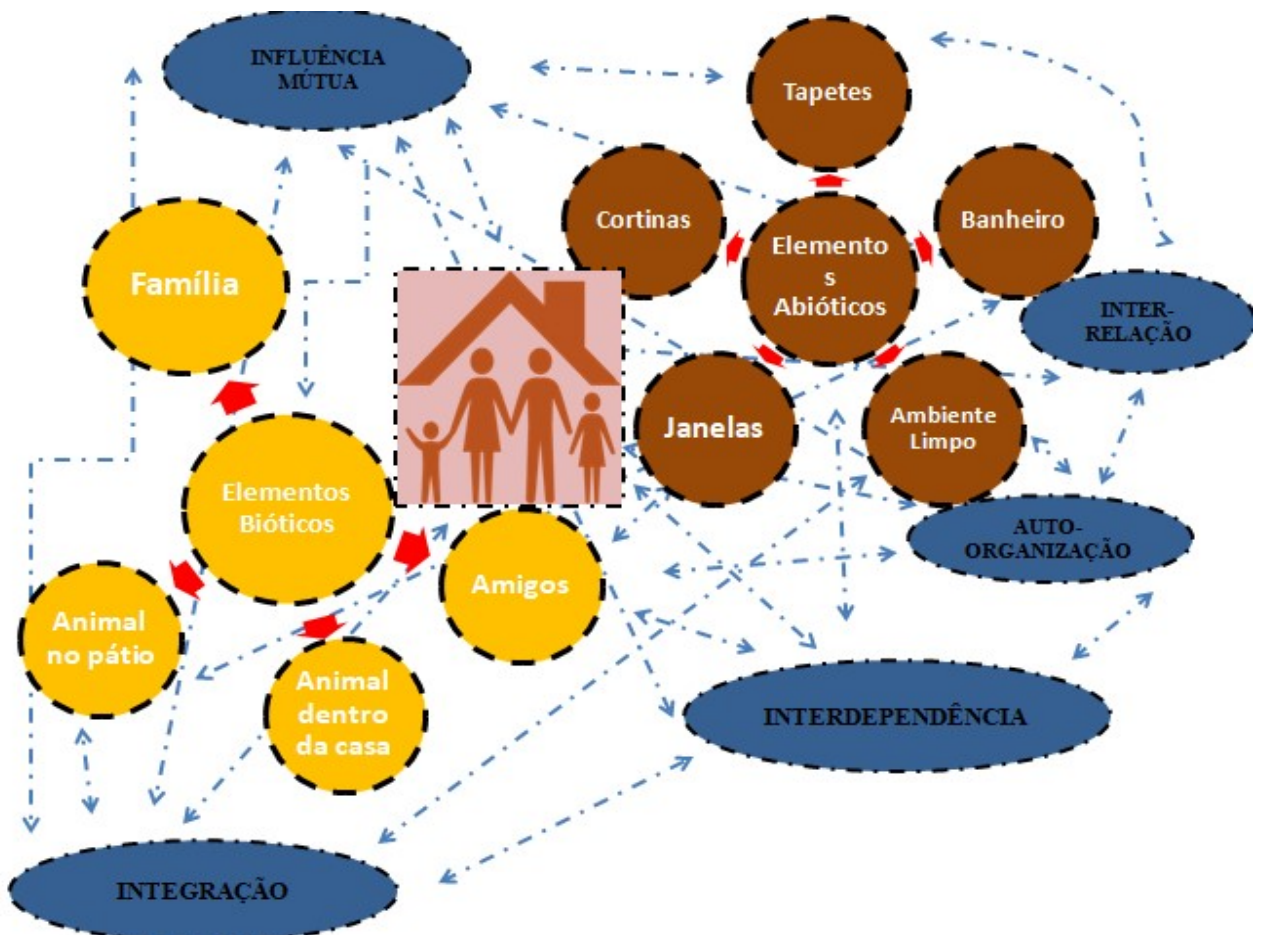 INFLUÊNCIA
MÚTUA
Tapetes
Cortinas
Banheiro
Elemento
s
Abióticos
Família
INTER-
RELAÇÃO
Janelas
Ambiente
Limpo
Elementos
Bióticos
AUTO-
ORGANIZAÇÃO
Amigos
Animal
no pátio
Animal
dentro
da casa
INTERDEPENDÊNCIA
INTEGRAÇÃO